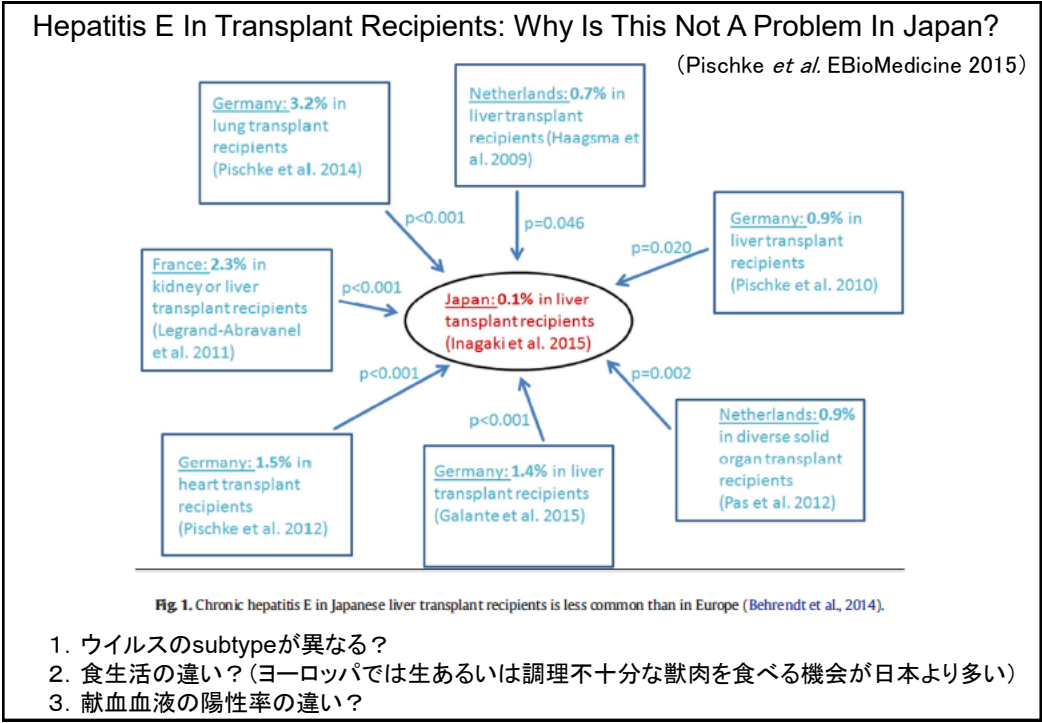 Hepatitis E In Transplant Recipients: Why Is This Not A Problem In Japan?
(Pischke et al. EBioMedicine 2015)
Germany: 3.2% in
lung transplant
recipients
(Pischke et al. 2014)
Netherlands: 0.7% in
liver transplant
recipients (Haagsma et
al. 2009)
Germany: 0.9% in
liver transplant
recipients
(Pischke et al. 2010)
p<0.001
p=0.046
p=0.020
France: 2.3% in
kidney or liver
transplant recipients
(Legrand-Abravanel
et al. 2011)
p<0.001
Japan: 0.1% in liver
tansplant recipients
(Inagaki et al. 2015)
p<0.001
p<0.001
p=0.002
Germany: 1.5% in
heart transplant
recipients
(Pischke et al. 2012)
Germany: 1.4% in liver
transplant recipients
(Galante et al. 2015)
Netherlands: 0.9%
in diverse solid
organ transplant
recipients
(Pas et al. 2012)
Fig. 1. Chronic hepatitis E in Japanese liver transplant recipients is less common than in Europe (Behrendt et al., 2014).
1. ウイルスのsubtypeが異なる？
2. 食生活の違い？（ヨーロッパでは生あるいは調理不十分な獣肉を食べる機会が日本より多い）
3. 献血血液の陽性率の違い？